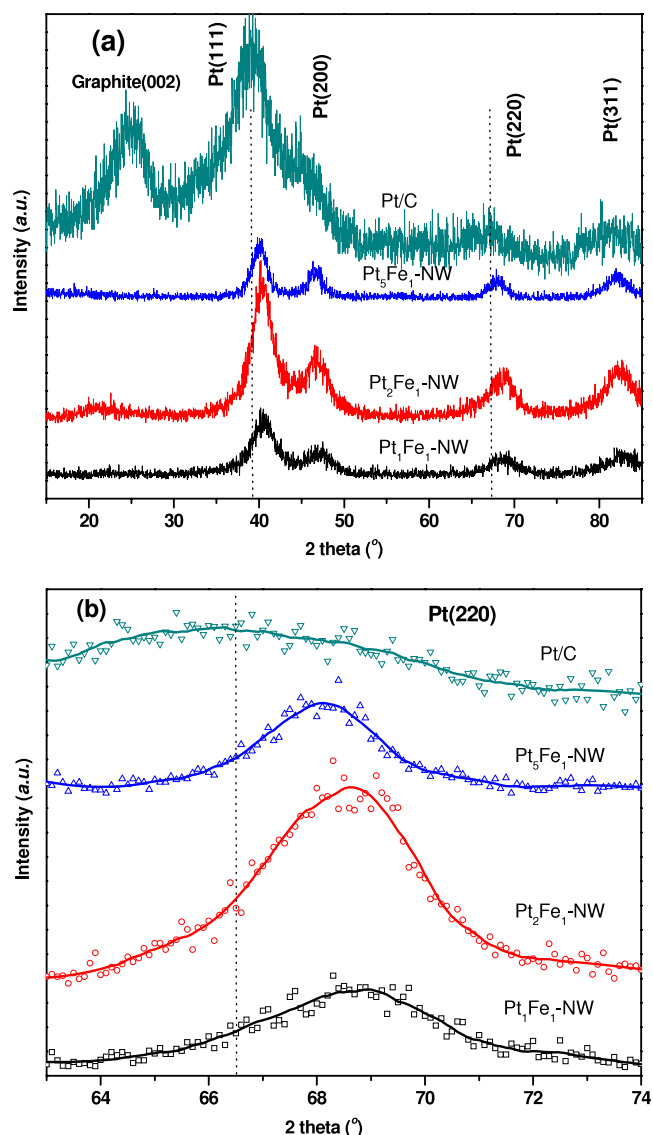 (a)
Graphite(002)
Pt(111)
Pt(200)
Pt(220)
Pt(311)
Pt/C
Pt₅Fe₁-NW
Pt₂Fe₁-NW
Pt₁Fe₁-NW
Intensity (a.u.)
20 30 40 50 60 70 80
2 theta (°)
(b)
Pt(220)
Pt/C
Pt₅Fe₁-NW
Pt₂Fe₁-NW
Pt₁Fe₁-NW
Intensity (a.u.)
64 66 68 70 72 74
2 theta (°)